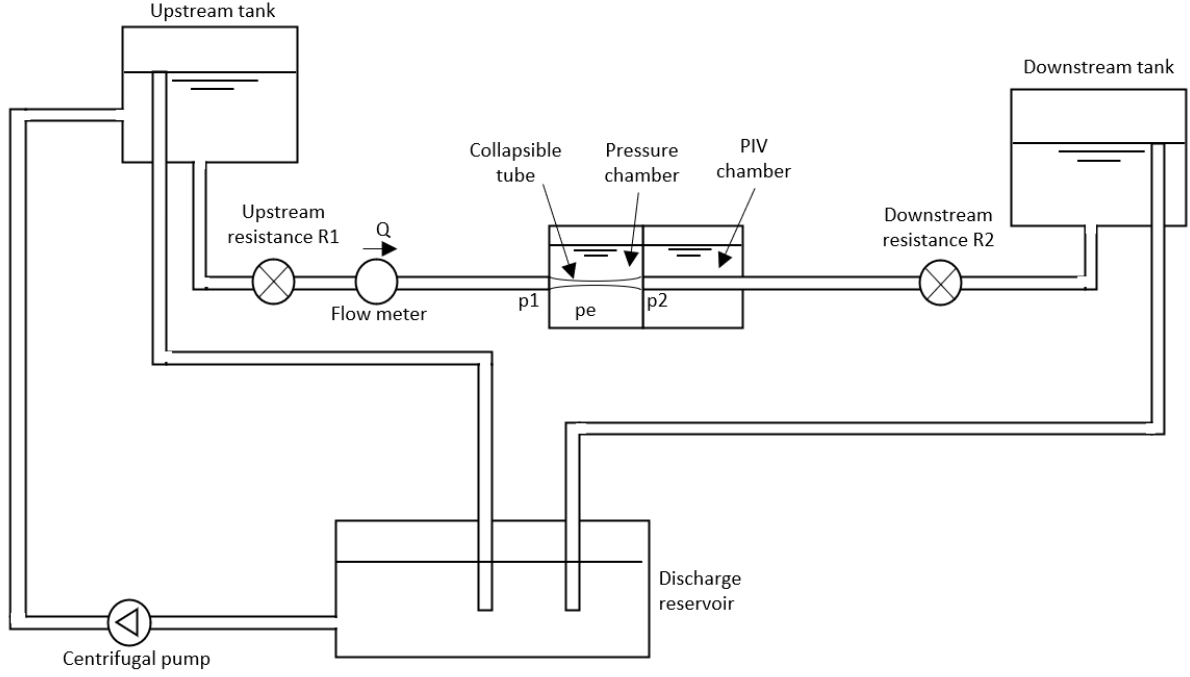 Upstream tank
Downstream tank
Collapsible
tube
Pressure
chamber
PIV
chamber
Upstream
resistance R1
Q
Flow meter
Downstream
resistance R2
p1
pe
p2
Discharge
reservoir
Centrifugal pump